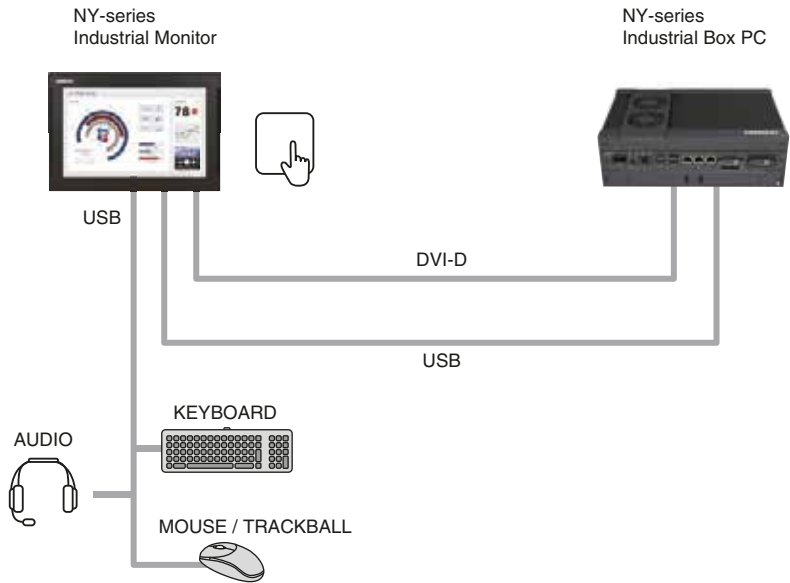 NY-series
Industrial Monitor
NY-series
Industrial Box PC
78
USB
DVI-D
USB
KEYBOARD
AUDIO
MOUSE / TRACKBALL